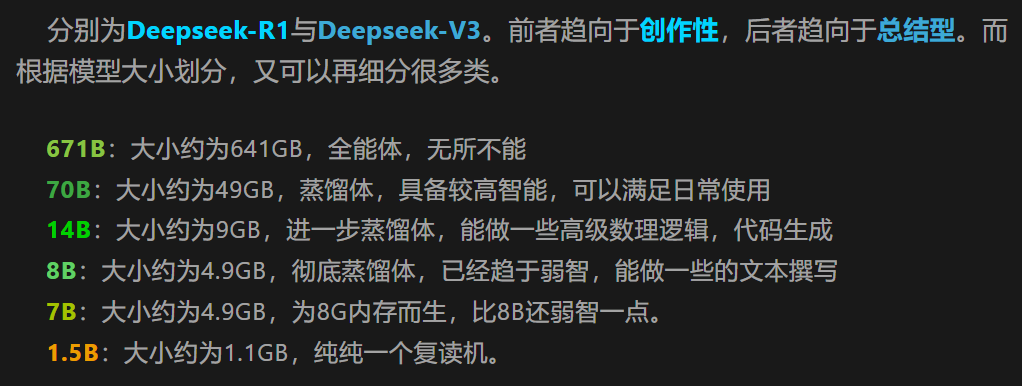 分别为Deepseek-R1与Deepseek-V3。前者趋向于创作性，后者趋向于总结型。而
根据模型大小划分，又可以再细分很多类。
671B：大小约为641GB，全能体，无所不能
70B：大小约为49GB，蒸馏体，具备较高智能，可以满足日常使用
14B：大小约为9GB，进一步蒸馏体，能做一些高级数理逻辑，代码生成
8B：大小约为4.9GB，彻底蒸馏体，已经趋于弱智，能做一些的文本撰写
7B：大小约为4.9GB，为8G内存而生，比8B还弱智一点。
1.5B：大小约为1.1GB，纯纯一个复读机。